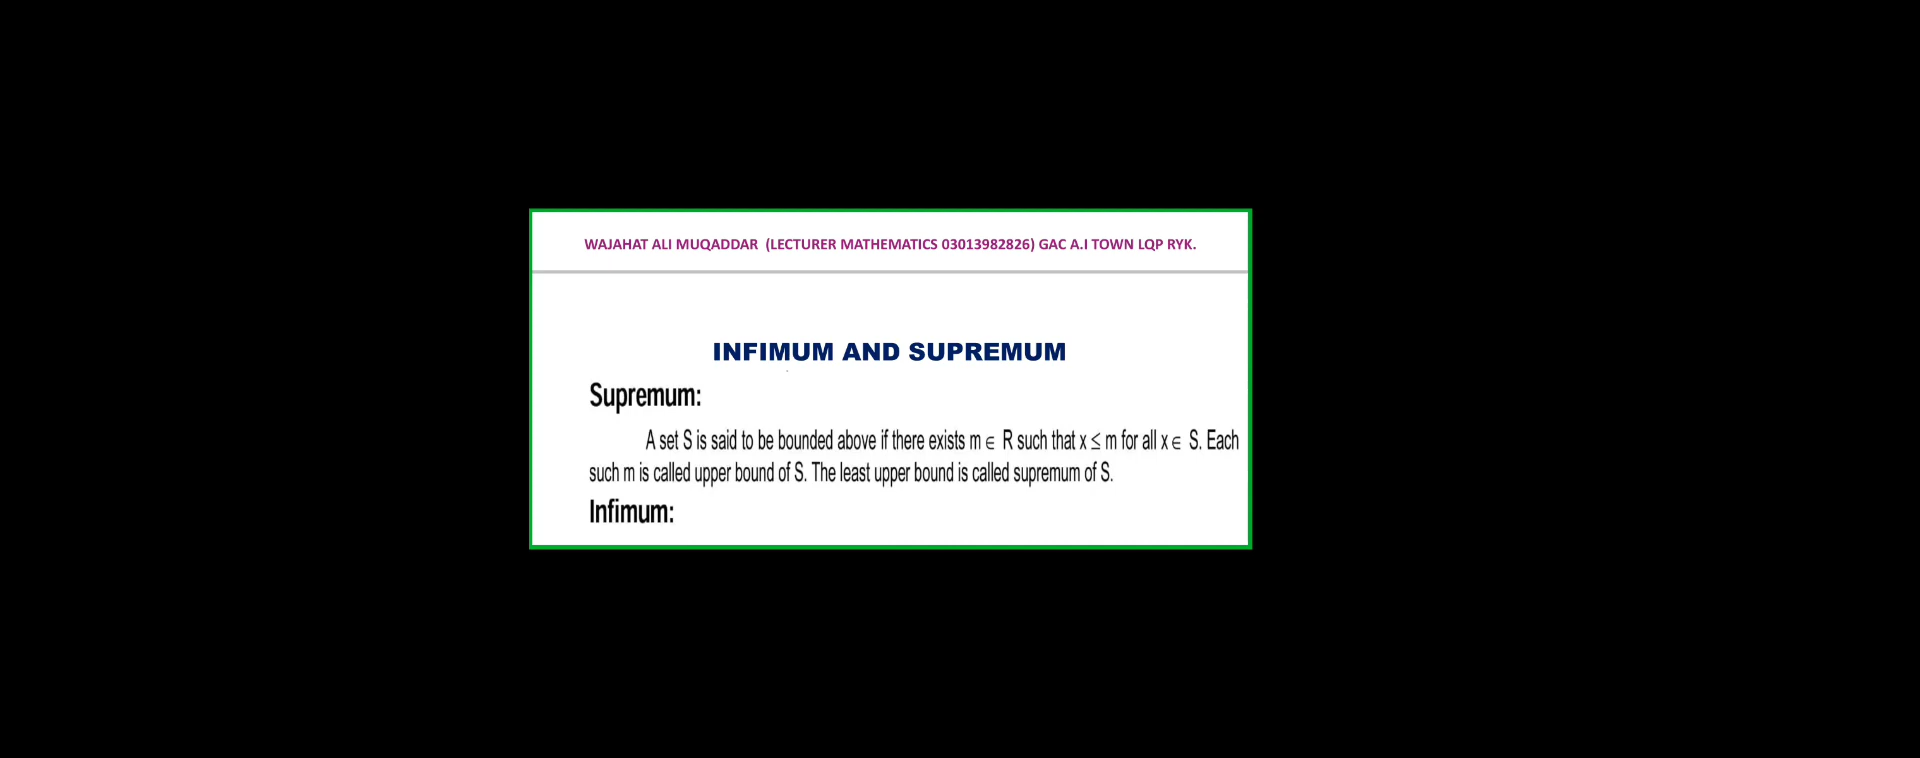 WAJAHAT ALI MUQADDAR (LECTURER MATHEMATICS 03013982826) GAC A.I TOWN LQP RYK.
INFIMUM AND SUPREMUM
Supremum:
A set S is said to be bounded above if there exists m ∈ R such that x ≤ m for all x ∈ S. Each
such m is called upper bound of S. The least upper bound is called supremum of S.
Infimum: